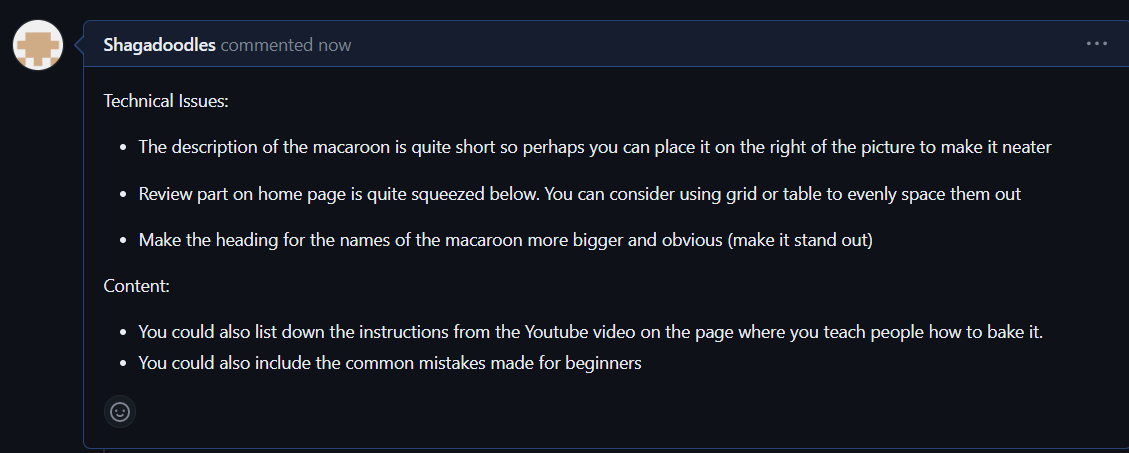 Shagadoodles commented now
Technical Issues:
The description of the macaroon is quite short so perhaps you can place it on the right of the picture to make it neater
Review part on home page is quite squeezed below. You can consider using grid or table to evenly space them out
Make the heading for the names of the macaroon more bigger and obvious (make it stand out)
Content:
You could also list down the instructions from the Youtube video on the page where you teach people how to bake it.
You could also include the common mistakes made for beginners